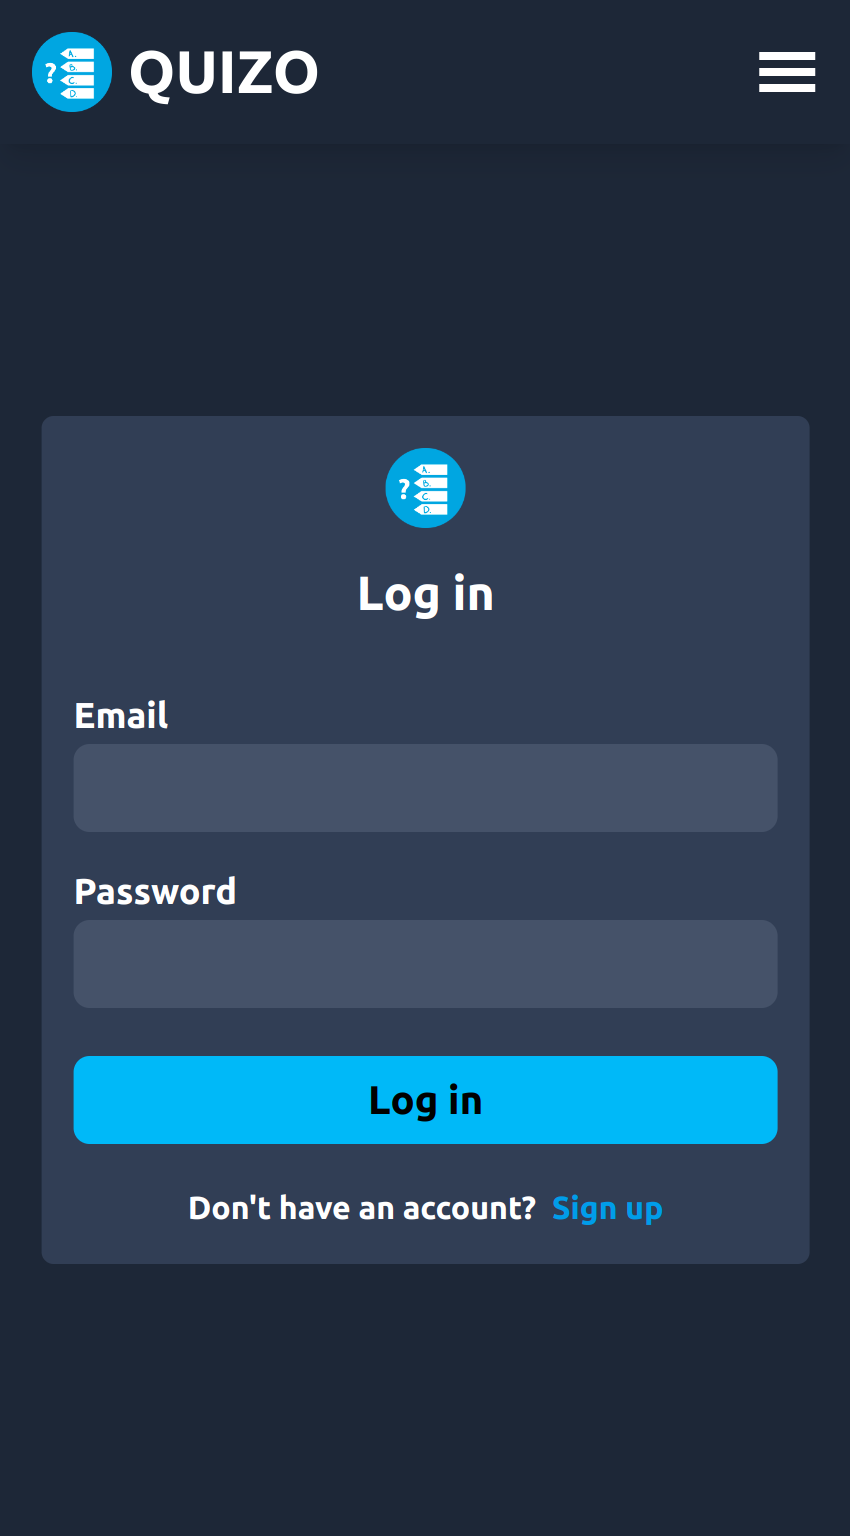 ? A. B. C. D. QUIZO
? A. B. C. D.
Log in
Email
Password
Log in
Don't have an account? Sign up